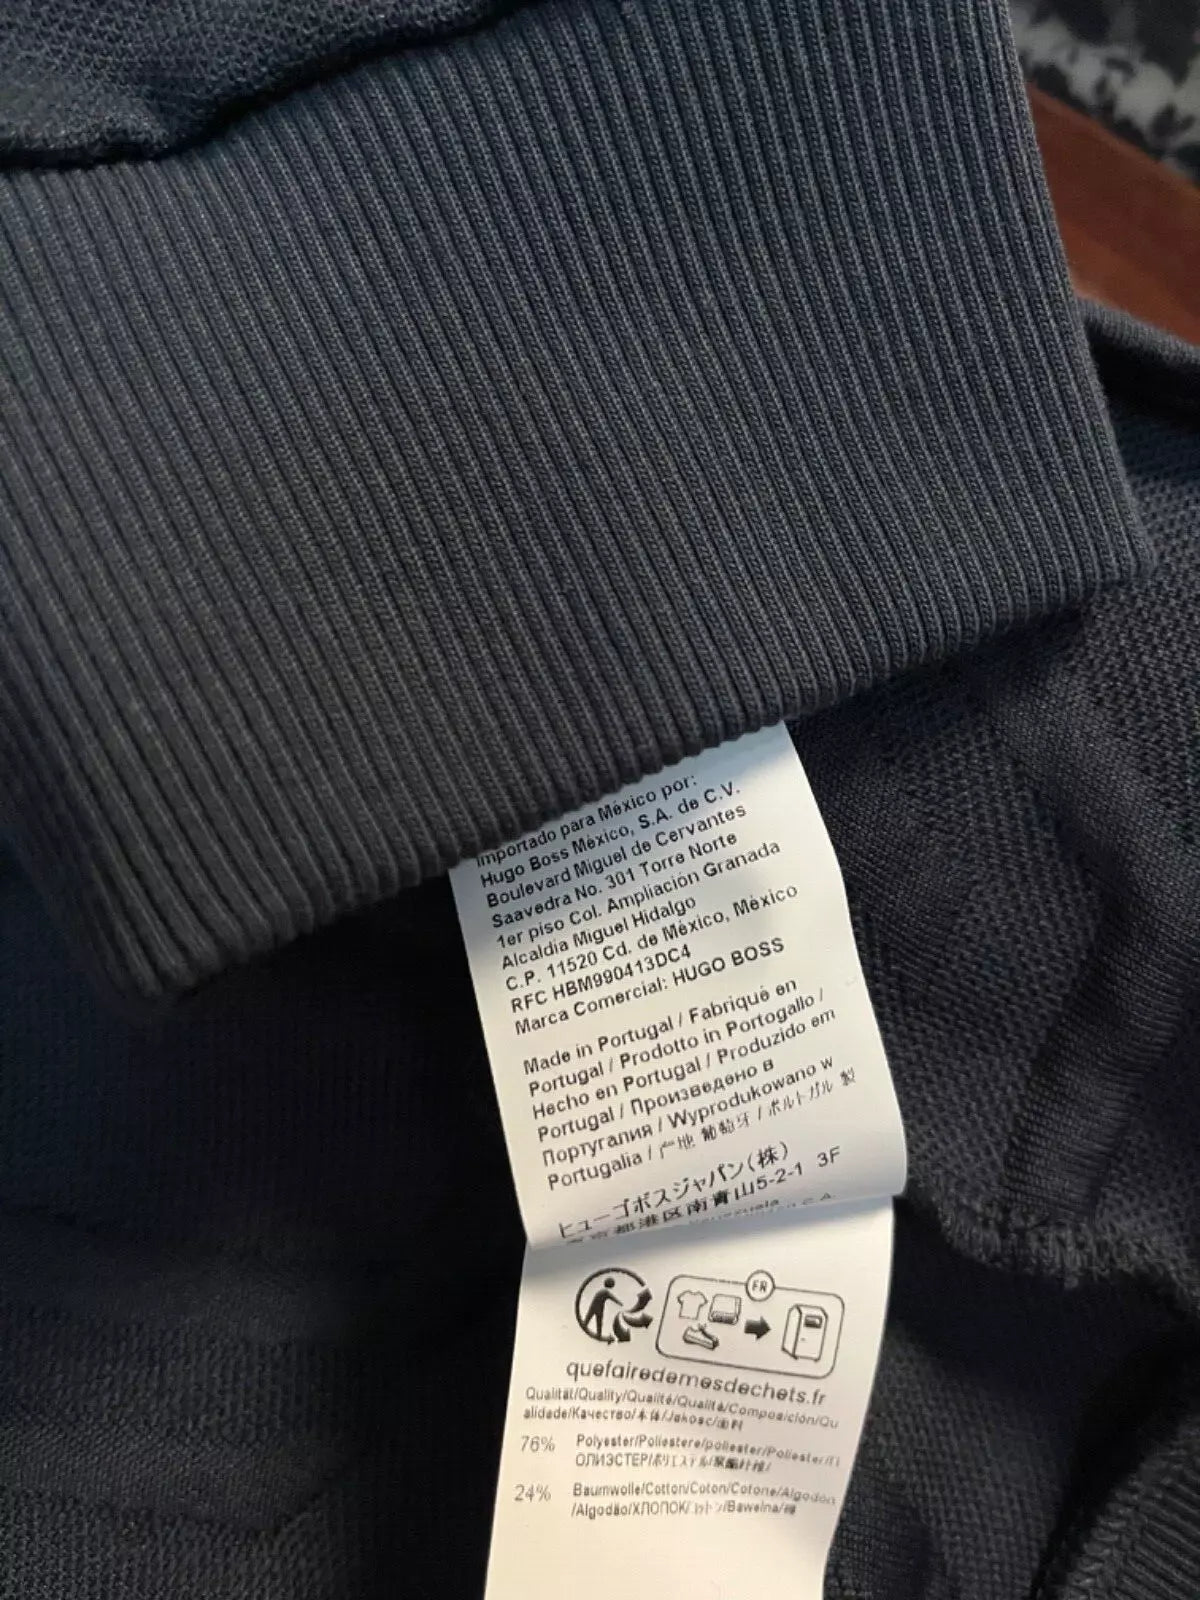 Importado para México por:
Hugo Boss México, S.A. de C.V.
Boulevard Miguel de Cervantes
Saavedra No. 301 Torre Norte
1er piso Col. Ampliación Granada
Alcaldía Miguel Hidalgo
C.P. 11520 Cd. de México, México
RFC HBM990413DC4
Marca Comercial: HUGO BOSS
Made in Portugal / Fabriqué en
Portugal / Prodotto in Portogallo /
Hecho en Portugal / Produzido em
Portugal / Произведено в
Португалия / Wyprodukowano w
Portugalia / 产地 葡萄牙 / ポルトガル 製
ヒューゴボスジャパン(株)
東京都港区南青山5-2-1 3F
FR
quefairedemesdechets.fr
Qualität/Quality/Qualité/Qualità/Composición/Qu
alidade/Качество/本体/Jakosc/面料
76% Polyester/Poliestere/poliester/Poliester/П
ОЛИЭСТЕР/ポリエステル/聚酯纤维/
24% Baumwolle/Cotton/Coton/Cotone/Algodón
/Algodão/ХЛОПОК/コットン/Bawelna/棉